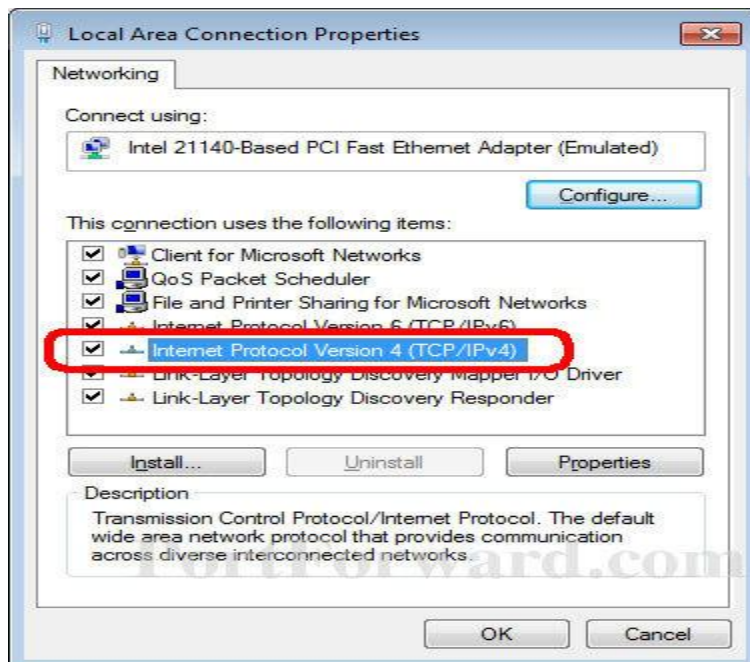 Local Area Connection Properties
Networking
Connect using:
Intel 21140-Based PCI Fast Ethernet Adapter (Emulated)
Configure...
This connection uses the following items:
Client for Microsoft Networks
QoS Packet Scheduler
File and Printer Sharing for Microsoft Networks
Internet Protocol Version 6 (TCP/IPv6)
Internet Protocol Version 4 (TCP/IPv4)
Link-Layer Topology Discovery Mapper I/O Driver
Link-Layer Topology Discovery Responder
Install...
Uninstall
Properties
Description
Transmission Control Protocol/Internet Protocol. The default
wide area network protocol that provides communication
across diverse interconnected networks.
PortForward.com
OK
Cancel